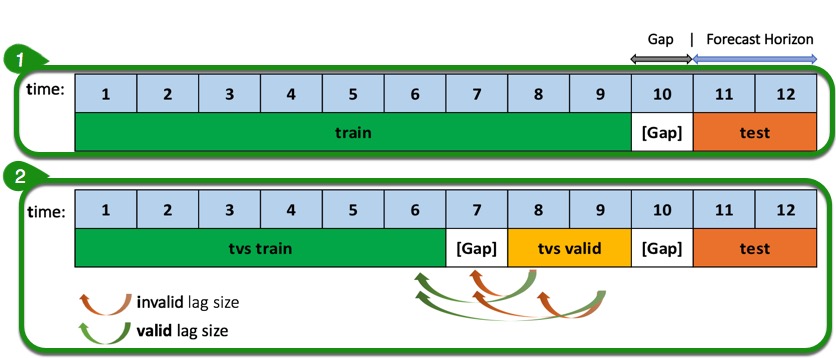 Gap | Forecast Horizon
1
time: 1 2 3 4 5 6 7 8 9 10 11 12
train [Gap] test
2
time: 1 2 3 4 5 6 7 8 9 10 11 12
tvs train [Gap] tvs valid [Gap] test
invalid lag size
valid lag size